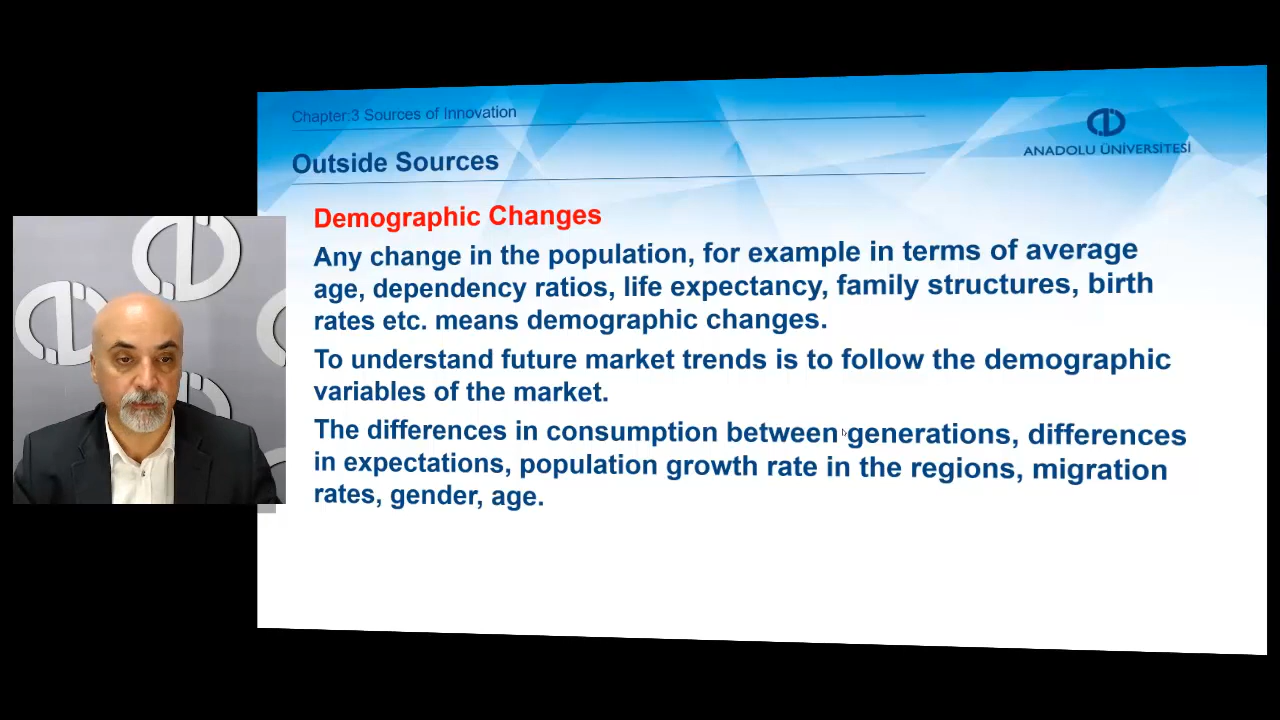 Chapter:3 Sources of Innovation
ANADOLU ÜNİVERSİTESİ
Outside Sources
Demographic Changes
Any change in the population, for example in terms of average
age, dependency ratios, life expectancy, family structures, birth
rates etc. means demographic changes.
To understand future market trends is to follow the demographic
variables of the market.
The differences in consumption between generations, differences
in expectations, population growth rate in the regions, migration
rates, gender, age.